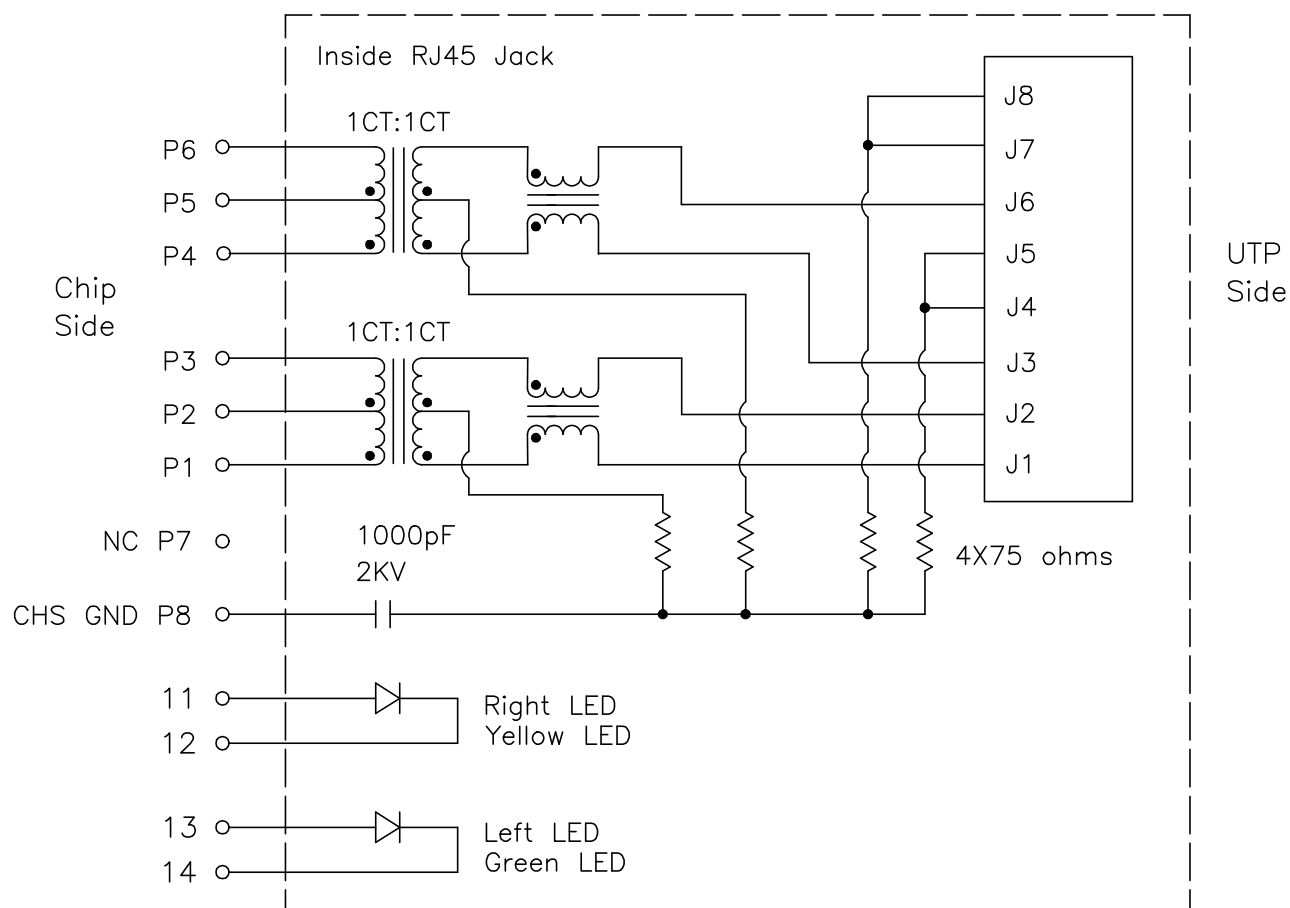 Inside RJ45 Jack
1CT:1CT
P6
P5
P4
Chip
Side
1CT:1CT
P3
P2
P1
NC P7
1000pF
2KV
CHS GND P8
11
12
Right LED
Yellow LED
13
14
Left LED
Green LED
J8
J7
J6
J5
J4
J3
J2
J1
4X75 ohms
UTP
Side